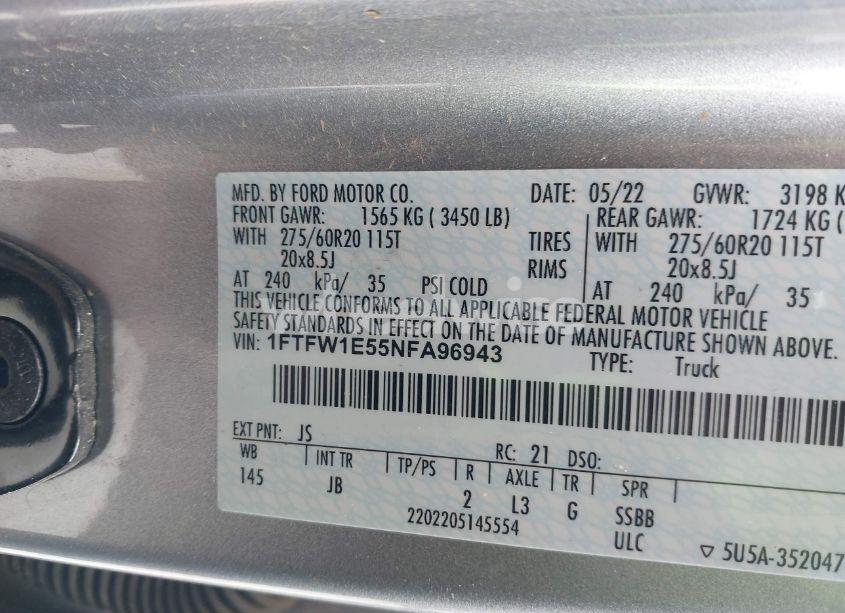 MFD. BY FORD MOTOR CO. DATE: 05/22 GVWR: 3198 K
FRONT GAWR: 1565 KG ( 3450 LB) REAR GAWR: 1724 KG (
WITH 275/60R20 115T TIRES WITH 275/60R20 115T
20x8.5J RIMS 20x8.5J
AT 240 kPa/ 35 PSI COLD AT 240 kPa/ 35
THIS VEHICLE CONFORMS TO ALL APPLICABLE FEDERAL MOTOR VEHICLE
SAFETY STANDARDS IN EFFECT ON THE DATE OF MANUFACTURE SHOWN ABOVE.
VIN: 1FTFW1E55NFA96943 TYPE: Truck
EXT PNT: JS RC: 21 DSO:
WB INT TR TP/PS R AXLE TR SPR
145 JB 2 L3 G SSBB
2202205145554 ULC
▽ 5U5A-352047